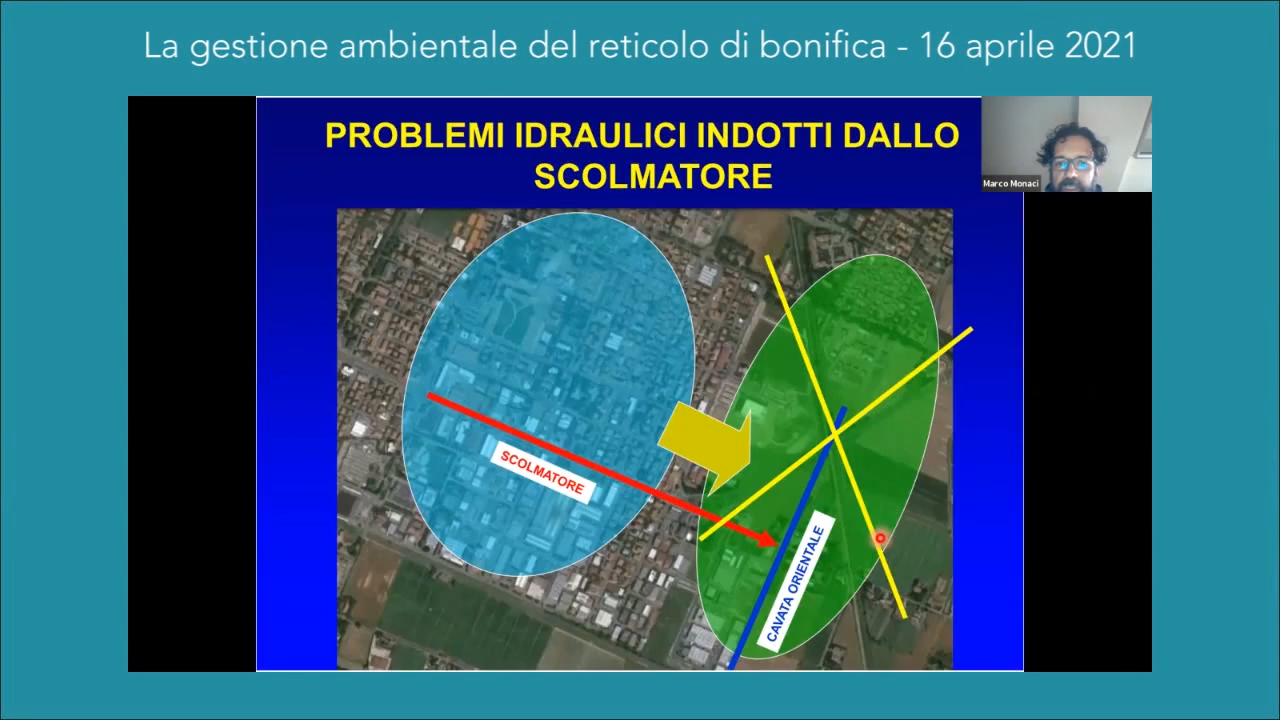 La gestione ambientale del reticolo di bonifica - 16 aprile 2021
PROBLEMI IDRAULICI INDOTTI DALLO
SCOLMATORE
Marco Monaci
SCOLMATORE
CAVATA ORIENTALE